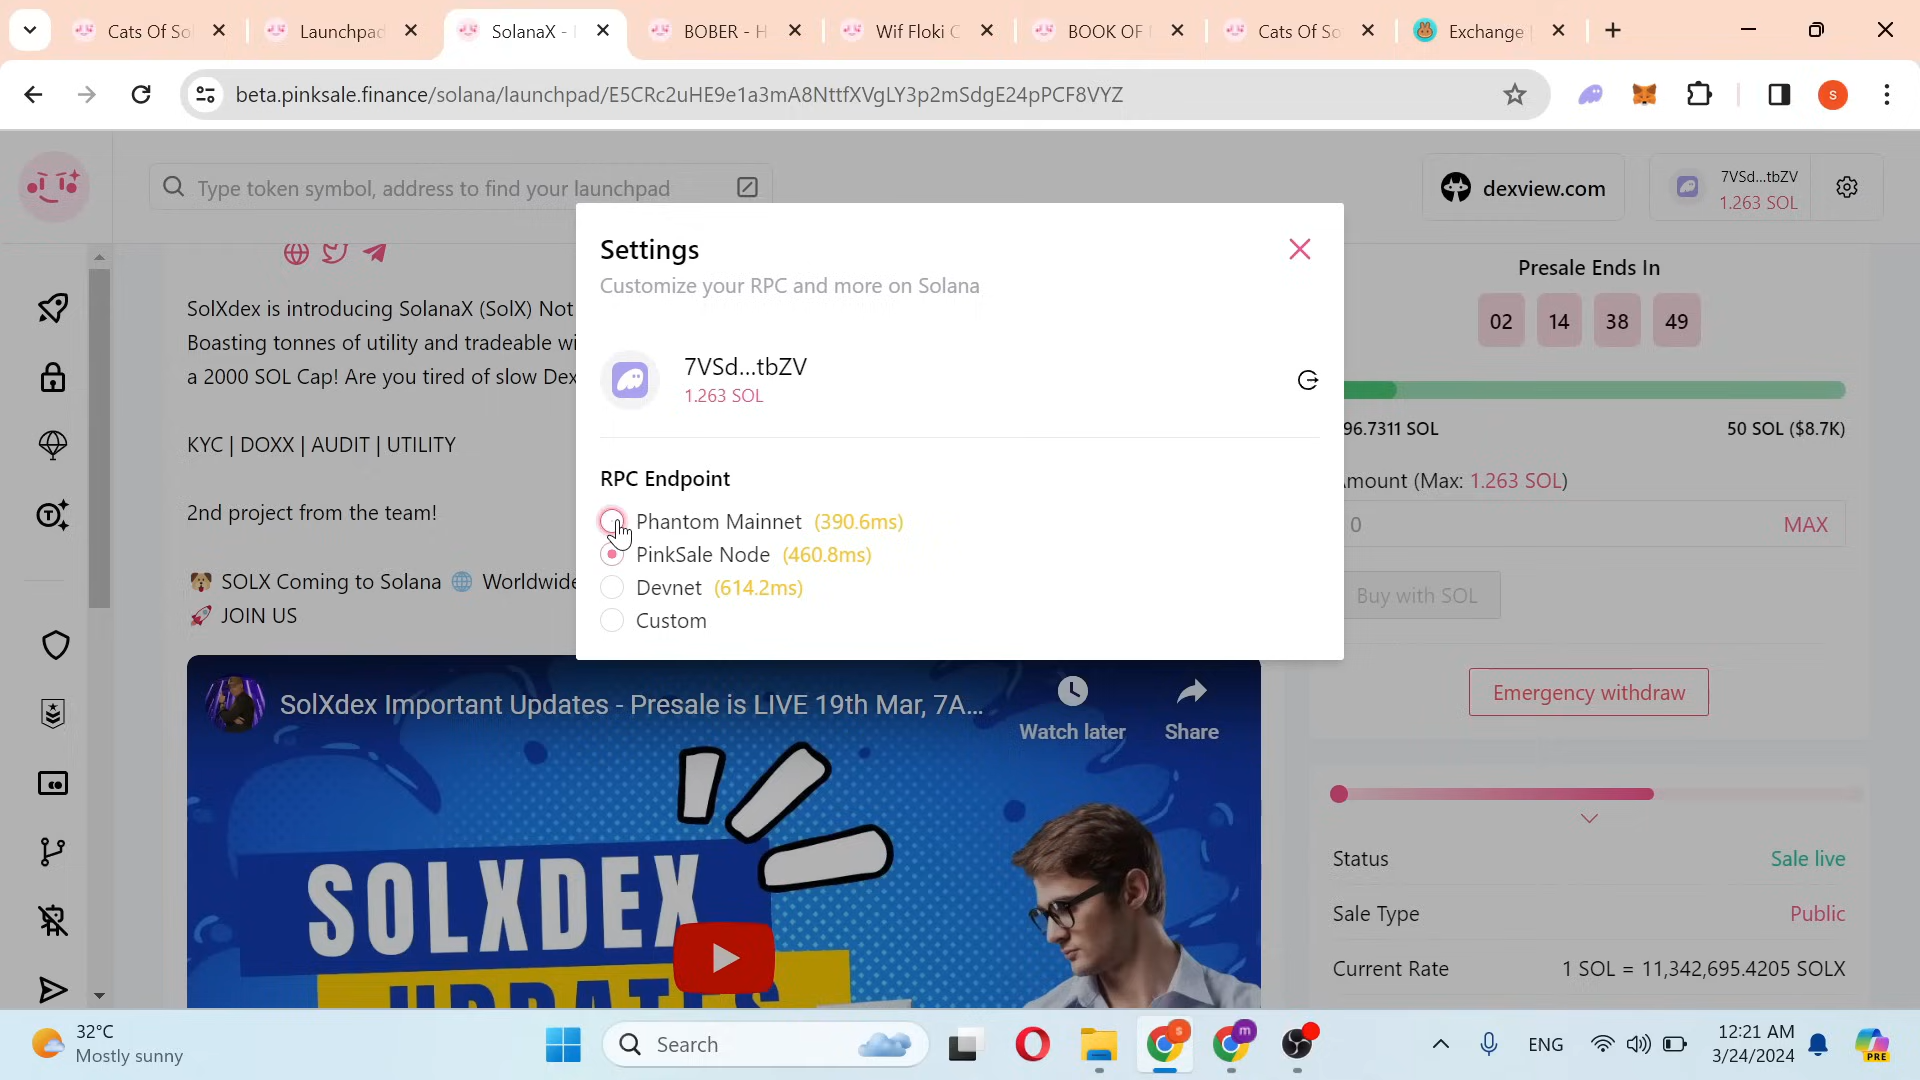 Cats Of So
Launchpad
SolanaX -
BOBER - H
Wif Floki C
BOOK OF
Cats Of So
Exchange
beta.pinksale.finance/solana/launchpad/E5CRc2uHE9e1a3mA8NttfXVgLY3p2mSdgE24pPCF8VYZ
S
Type token symbol, address to find your launchpad
dexview.com
7VSd...tbZV
1.263 SOL
SolXdex is introducing SolanaX (SolX) Not
Boasting tonnes of utility and tradeable wi
a 2000 SOL Cap! Are you tired of slow Dex
KYC | DOXX | AUDIT | UTILITY
2nd project from the team!
SOLX Coming to Solana 🌐 Worldwide
JOIN US
Settings
Customize your RPC and more on Solana
7VSd...tbZV
1.263 SOL
RPC Endpoint
Phantom Mainnet (390.6ms)
PinkSale Node (460.8ms)
Devnet (614.2ms)
Custom
Presale Ends In
02 14 38 49
96.7311 SOL 50 SOL ($8.7K)
mount (Max: 1.263 SOL)
0 MAX
Buy with SOL
Emergency withdraw
Status Sale live
Sale Type Public
Current Rate 1 SOL = 11,342,695.4205 SOLX
SolXdex Important Updates - Presale is LIVE 19th Mar, 7A...
Watch later
Share
SOLXDEX
UPDATES
32°C
Mostly sunny
Search
s
m
ENG
12:21 AM
3/24/2024
PRE